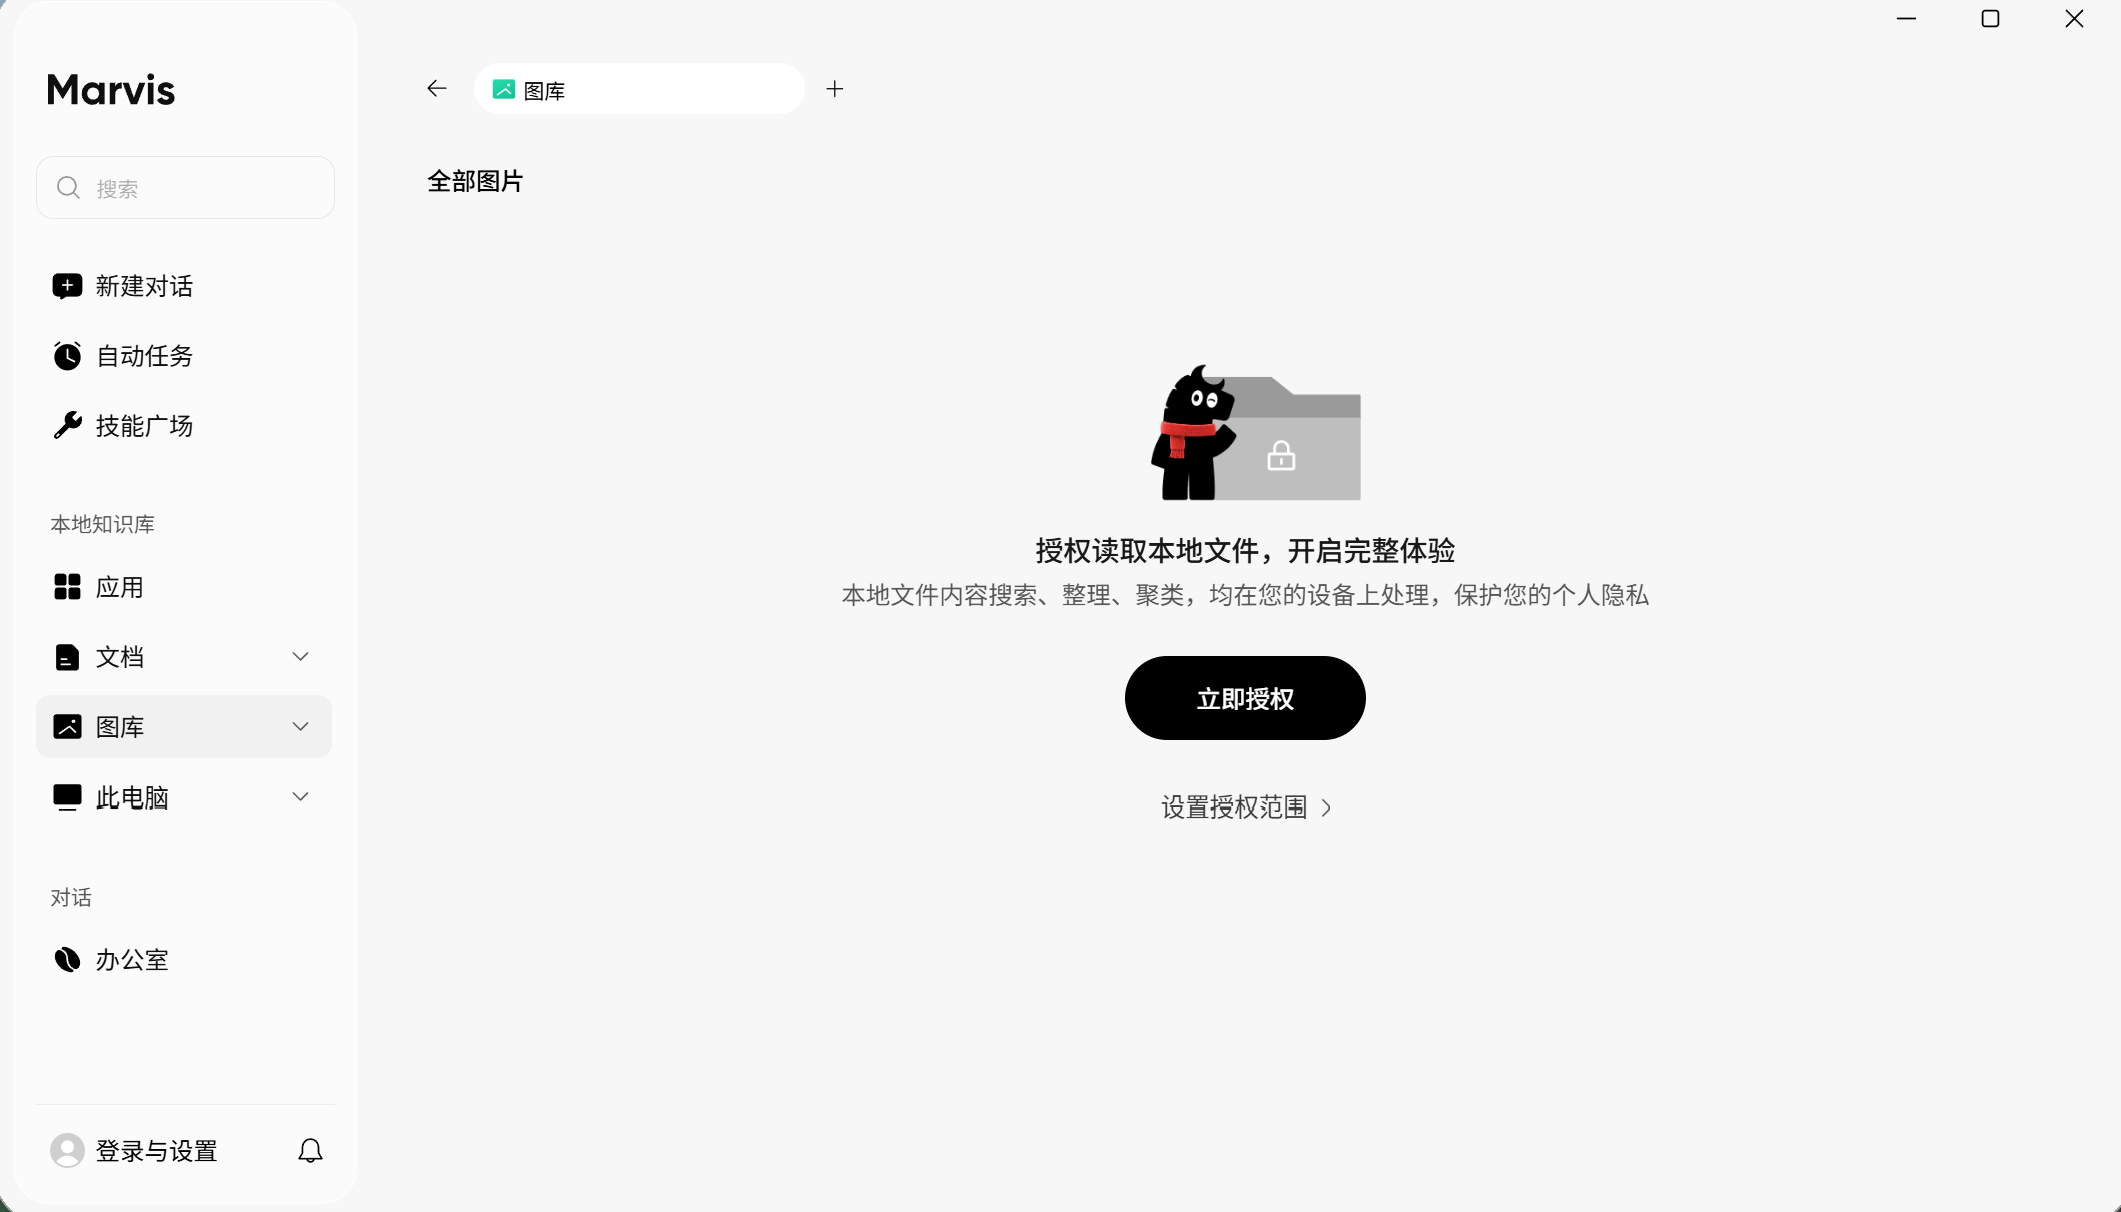 Marvis
搜索
新建对话
自动任务
技能广场
本地知识库
应用
文档
图库
此电脑
对话
办公室
登录与设置
图库
全部图片
授权读取本地文件，开启完整体验
本地文件内容搜索、整理、聚类，均在您的设备上处理，保护您的个人隐私
立即授权
设置授权范围